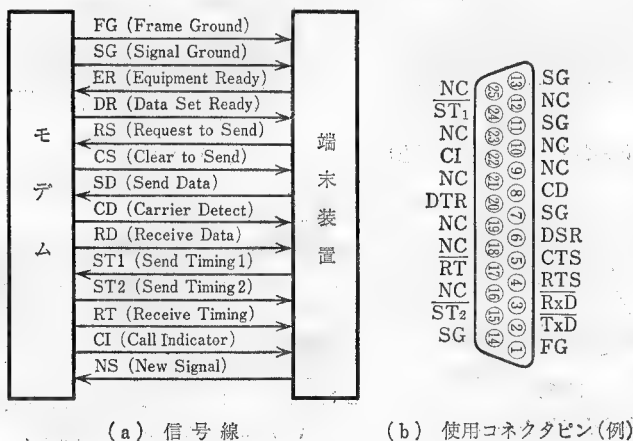 FG (Frame Ground)
SG (Signal Ground)
ER (Equipment Ready)
DR (Data Set Ready)
RS (Request to Send)
CS (Clear to Send)
SD (Send Data)
CD (Carrier Detect)
RD (Receive Data)
ST1 (Send Timing1)
ST2 (Send Timing2)
RT (Receive Timing)
CI (Call Indicator)
NS (New Signal)
モデム
端末装置
(a) 信号線
NC
ST₁
NC
CI
NC
DTR
NC
NC
RT
NC
ST₂
SG
㉕
㉔
㉓
㉒
㉑
⑳
⑲
⑱
⑰
⑯
⑮
⑭
⑬
⑫
⑪
⑩
⑨
⑧
⑦
⑥
⑤
④
③
②
①
SG
NC
SG
NC
NC
CD
SG
DSR
CTS
RTS
RxD
TxD
FG
(b) 使用コネクタピン(例)